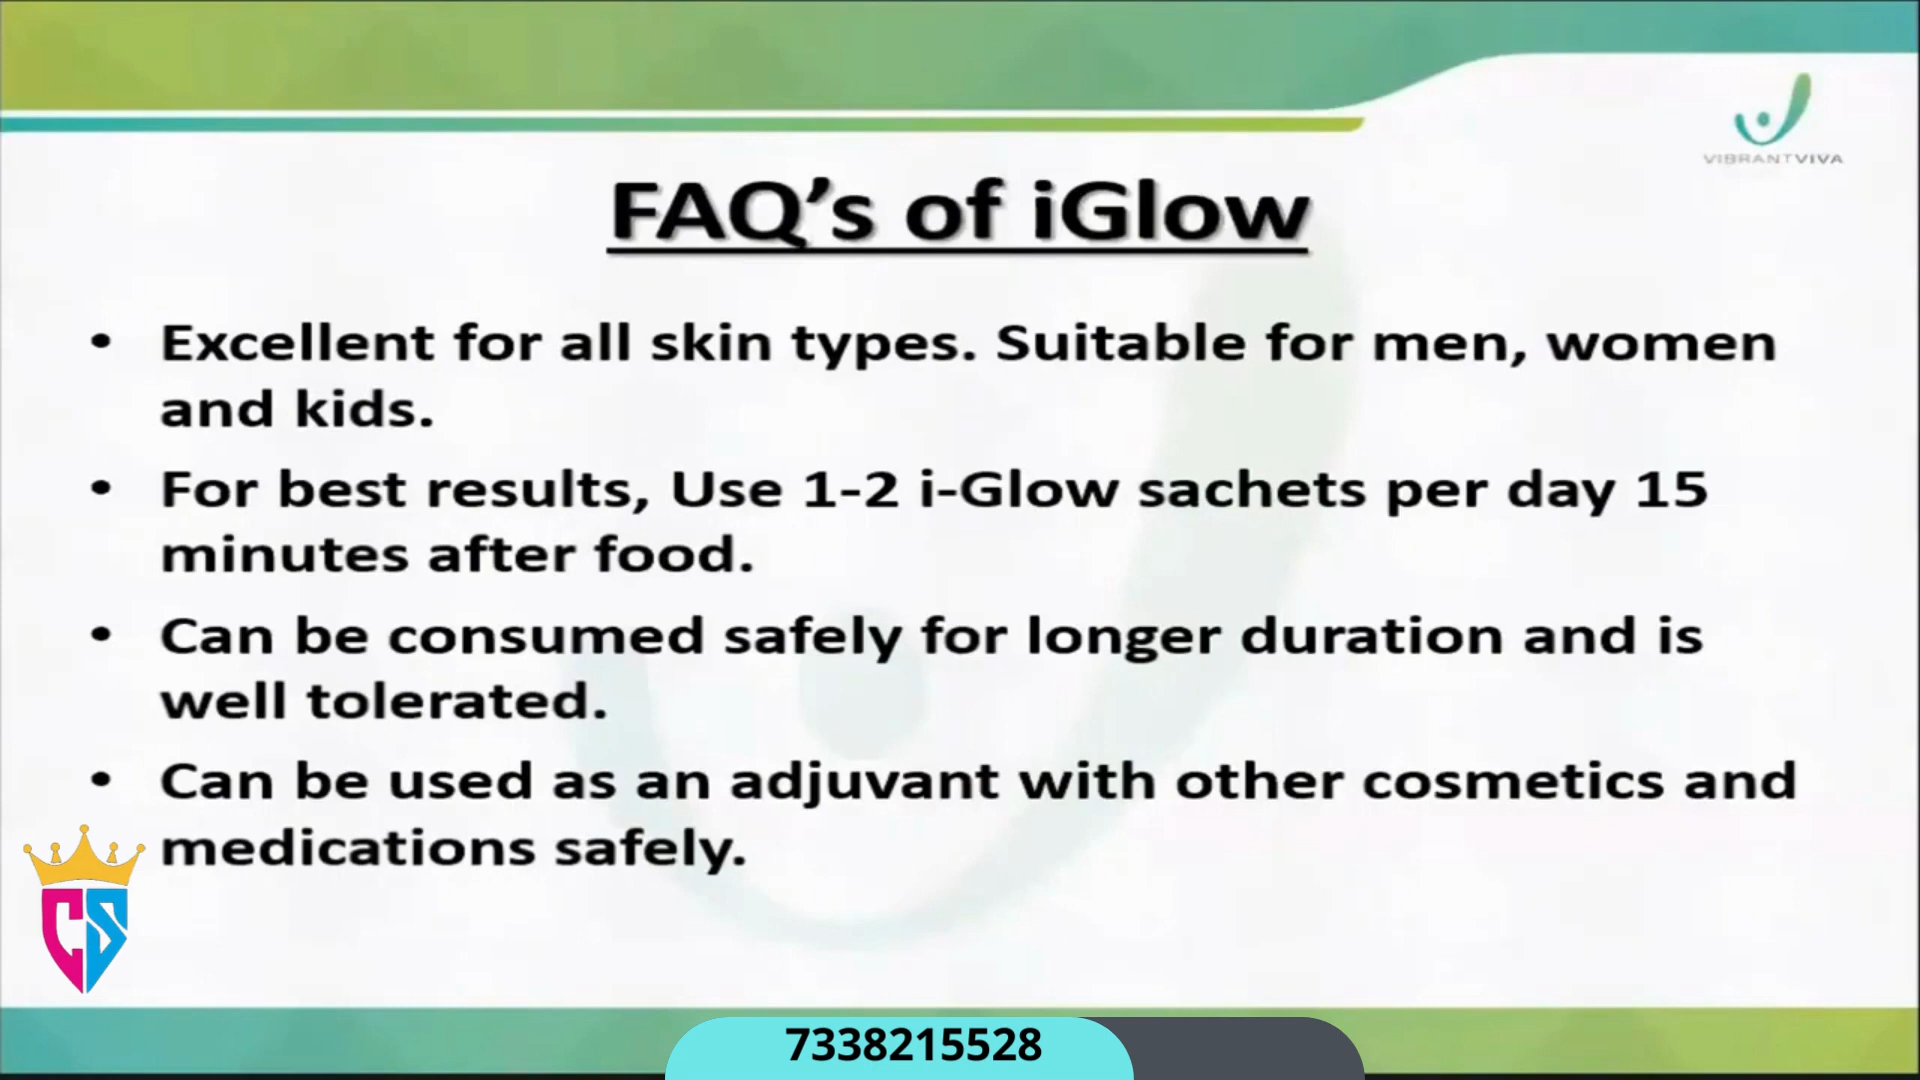 VIBRANTVIVA
FAQ’s of iGlow
• Excellent for all skin types. Suitable for men, women
and kids.
• For best results, Use 1-2 i-Glow sachets per day 15
minutes after food.
• Can be consumed safely for longer duration and is
well tolerated.
• Can be used as an adjuvant with other cosmetics and
medications safely.
CS
7338215528